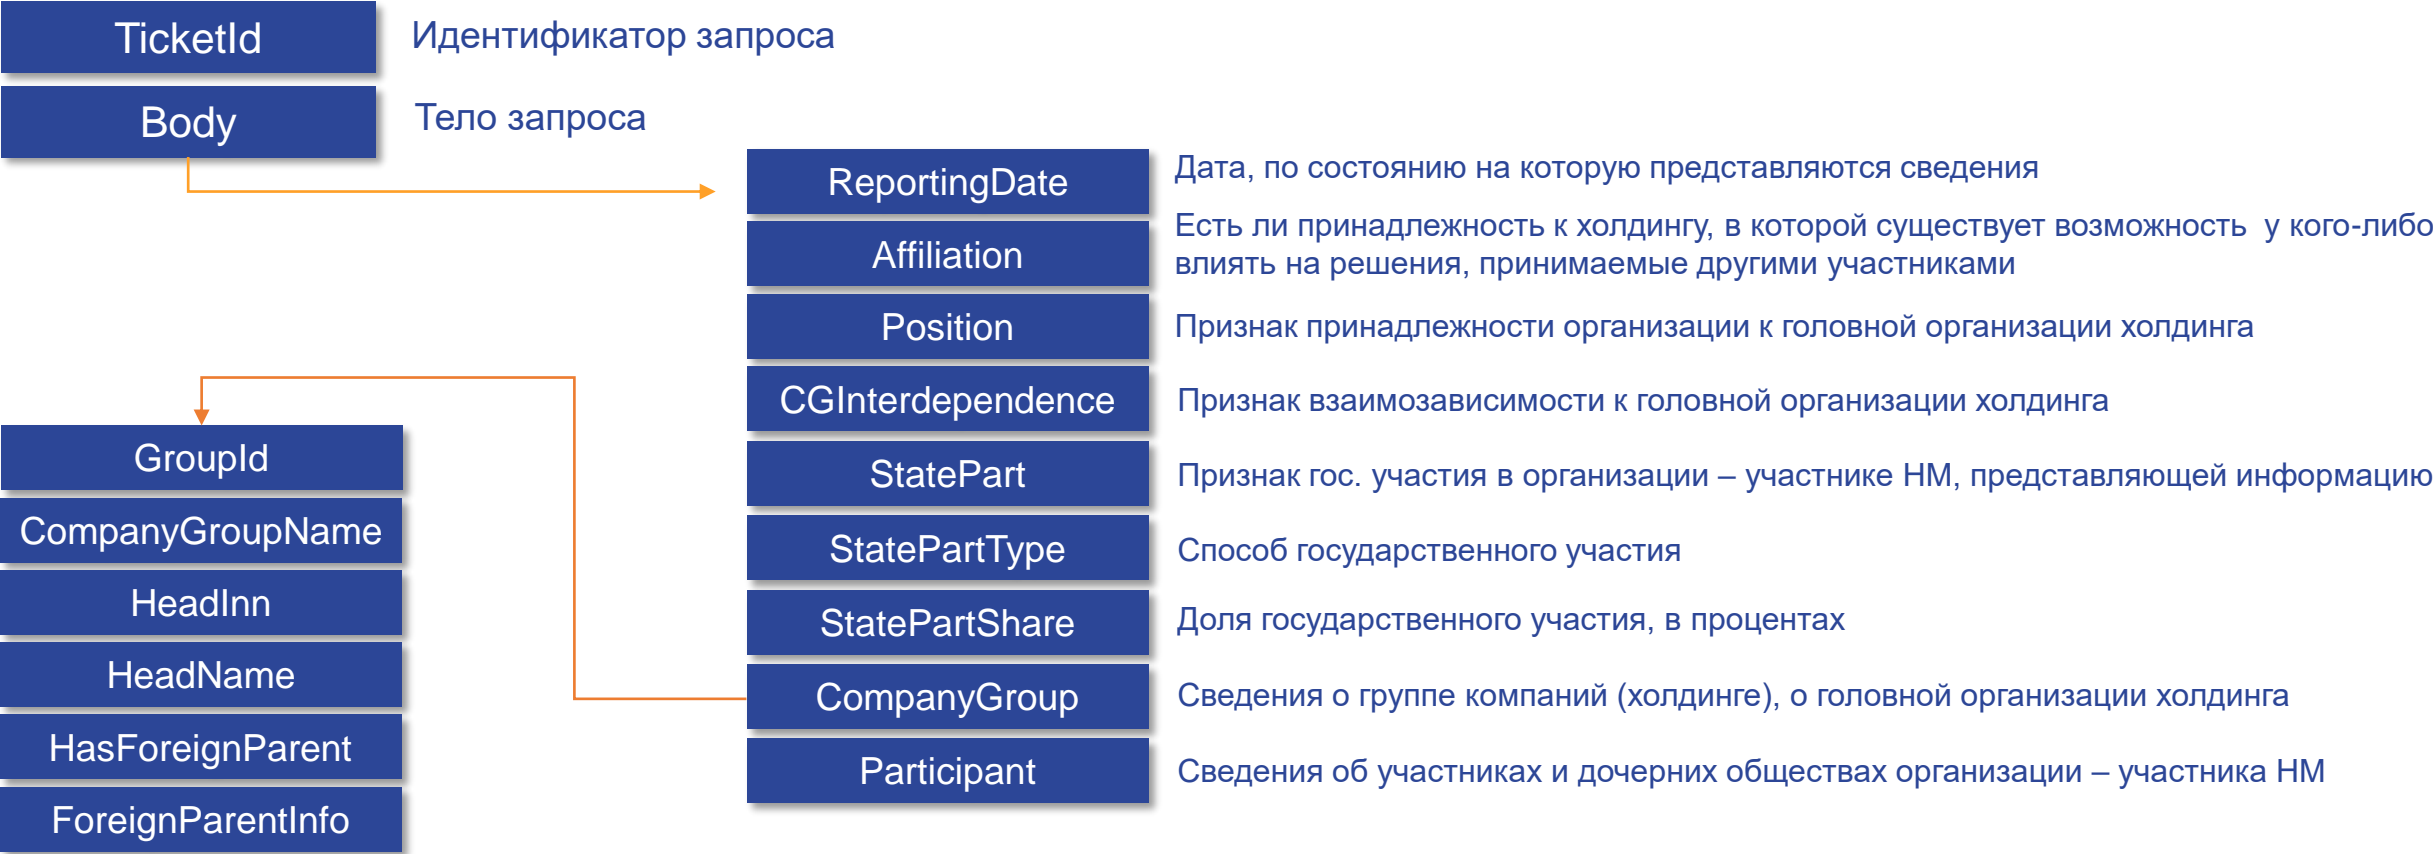 TicketId
Идентификатор запроса
Body
Тело запроса
ReportingDate
Дата, по состоянию на которую представляются сведения
Affiliation
Есть ли принадлежность к холдингу, в которой существует возможность  у кого-либо
влиять на решения, принимаемые другими участниками
Position
Признак принадлежности организации к головной организации холдинга
CGInterdependence
Признак взаимозависимости к головной организации холдинга
StatePart
Признак гос. участия в организации – участнике НМ, представляющей информацию
StatePartType
Способ государственного участия
StatePartShare
Доля государственного участия, в процентах
CompanyGroup
Сведения о группе компаний (холдинге), о головной организации холдинга
Participant
Сведения об участниках и дочерних обществах организации – участника НМ
GroupId
CompanyGroupName
HeadInn
HeadName
HasForeignParent
ForeignParentInfo